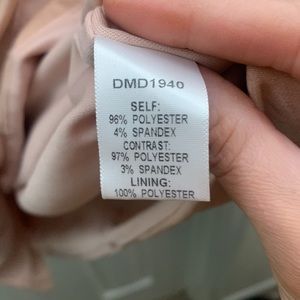 DMD1940
SELF:
96% POLYESTER
4% SPANDEX
CONTRAST:
97% POLYESTER
3% SPANDEX
LINING:
100% POLYESTER